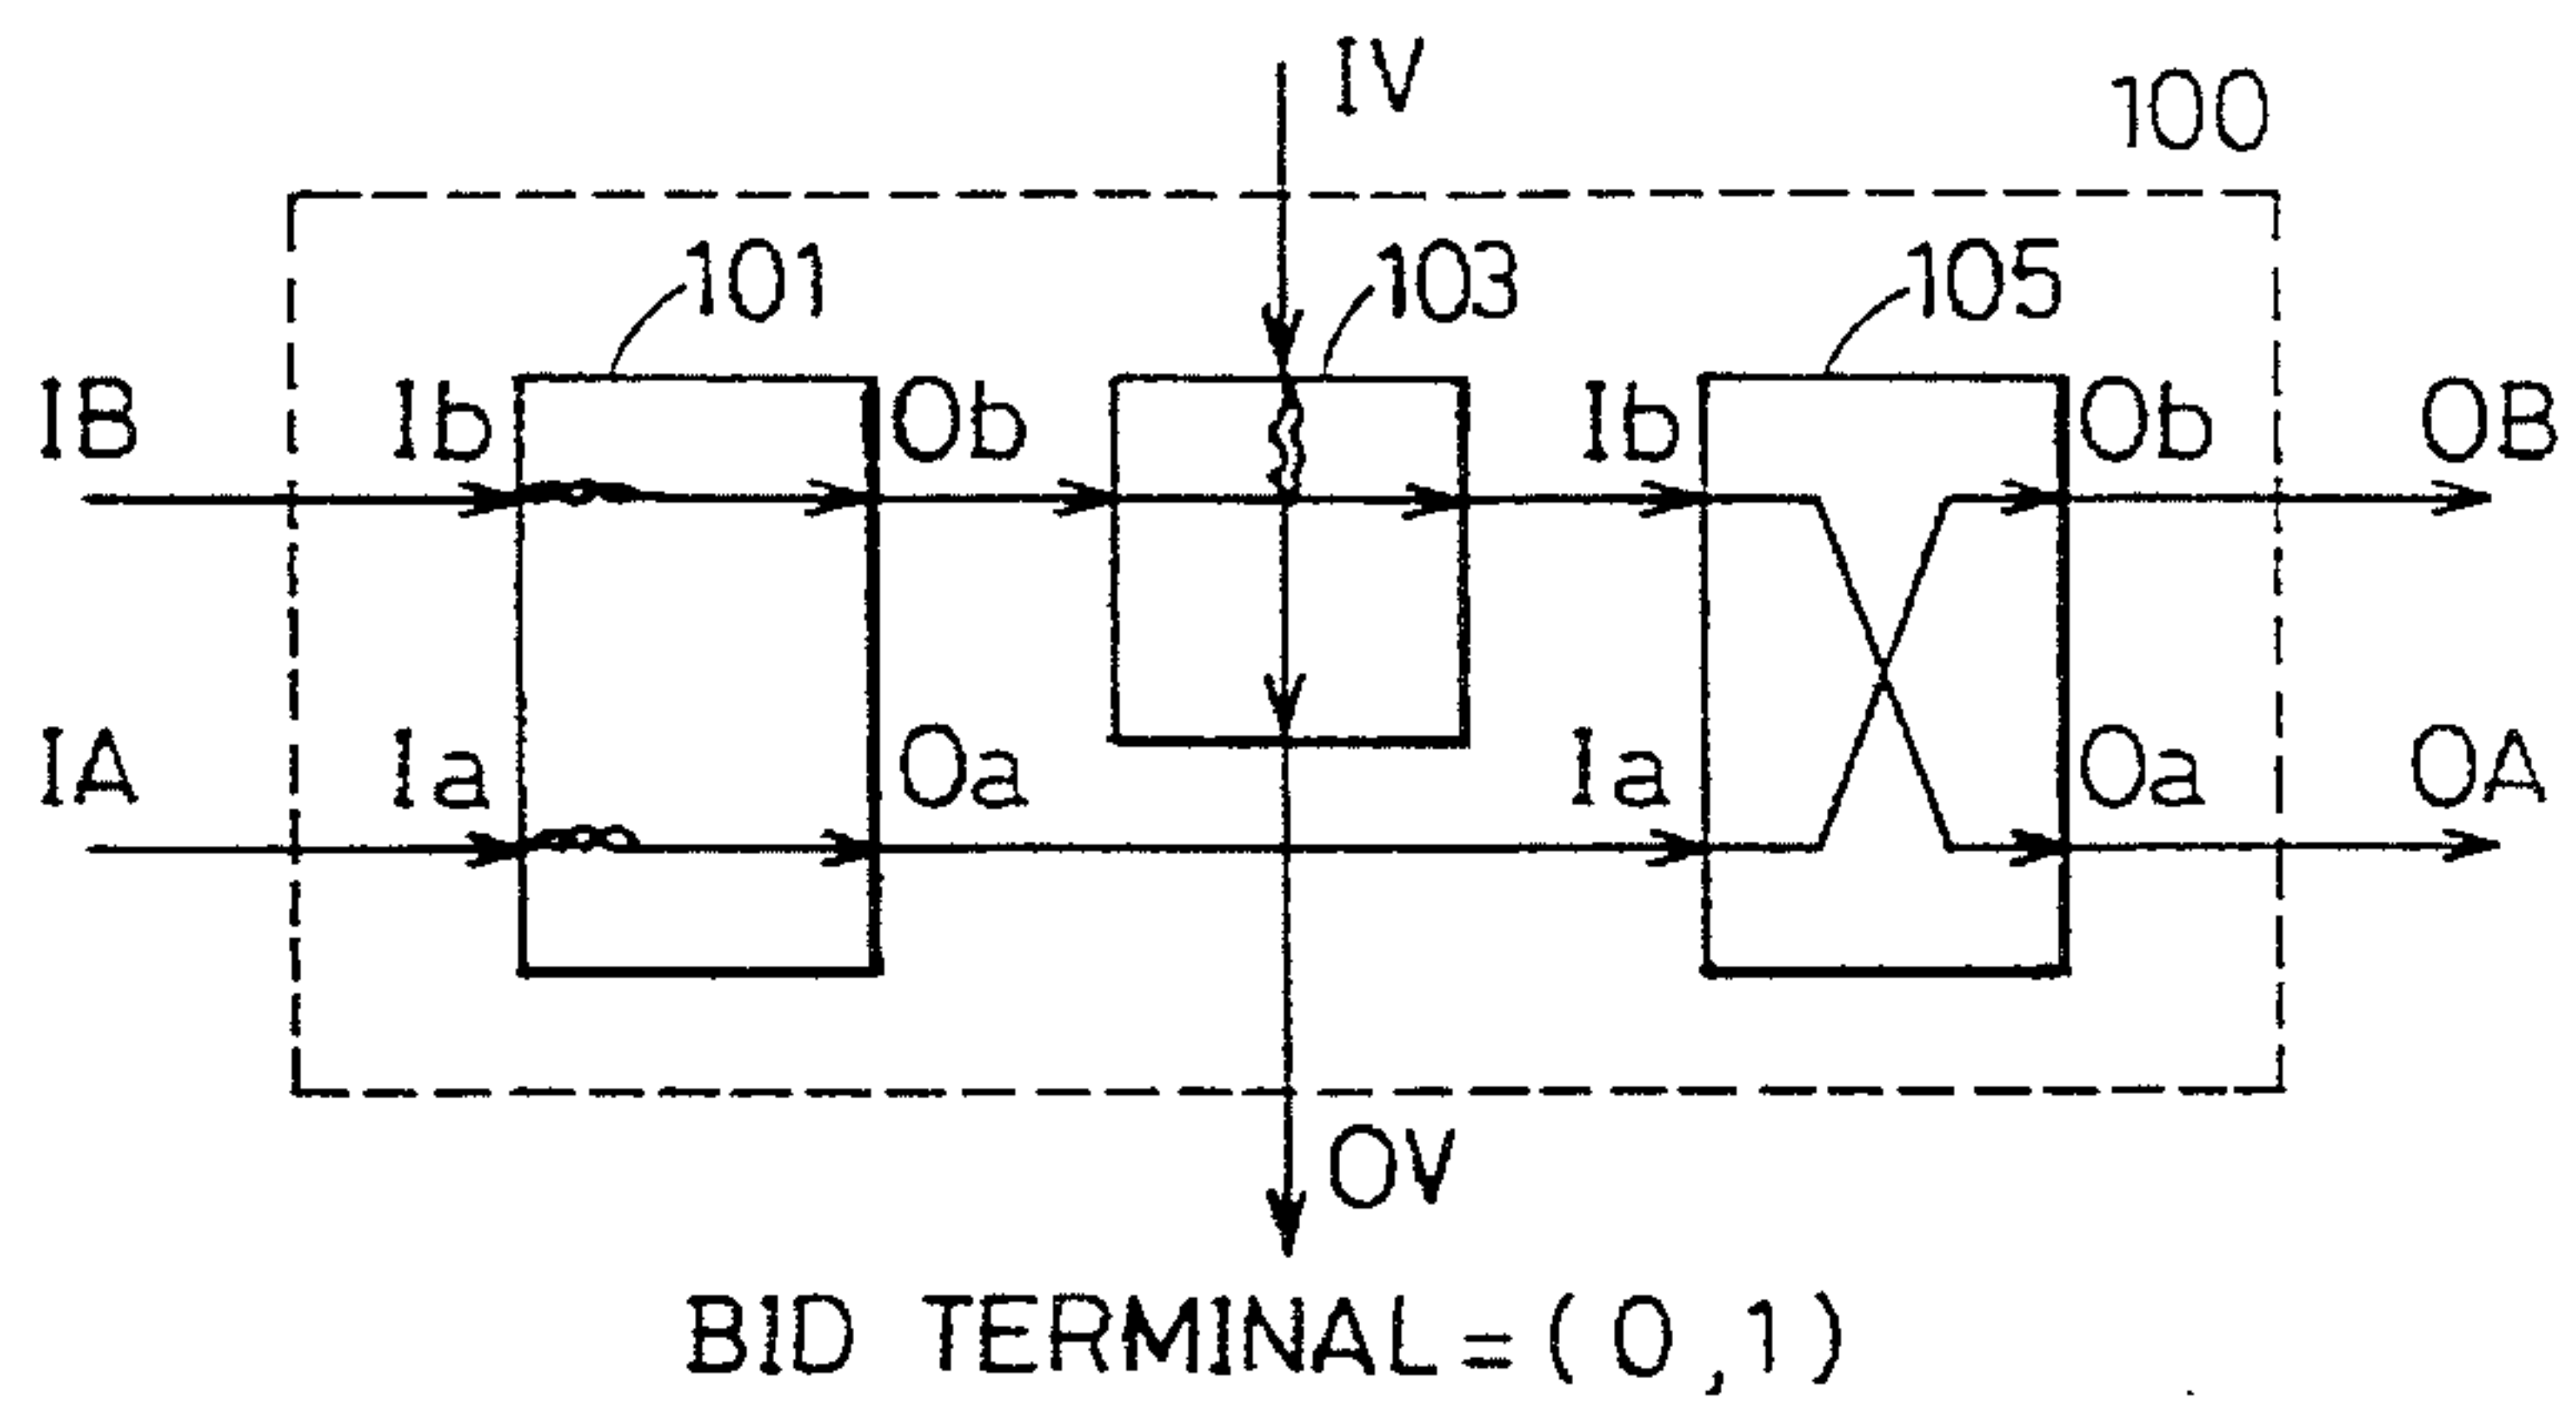 IV
100
101
103
105
IB
Ib
Ob
Ib
Ob
OB
IA
Ia
Oa
Ia
Oa
OA
OV
BID TERMINAL=(0,1)